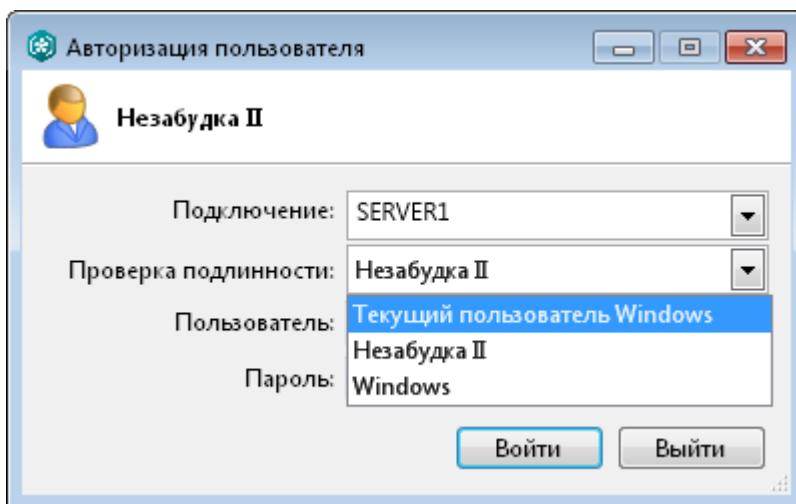 Авторизация пользователя
Незабудка II
Подключение: SERVER1
Проверка подлинности: Незабудка II
Пользователь: Текущий пользователь Windows
Незабудка II
Пароль: Windows
Войти Выйти